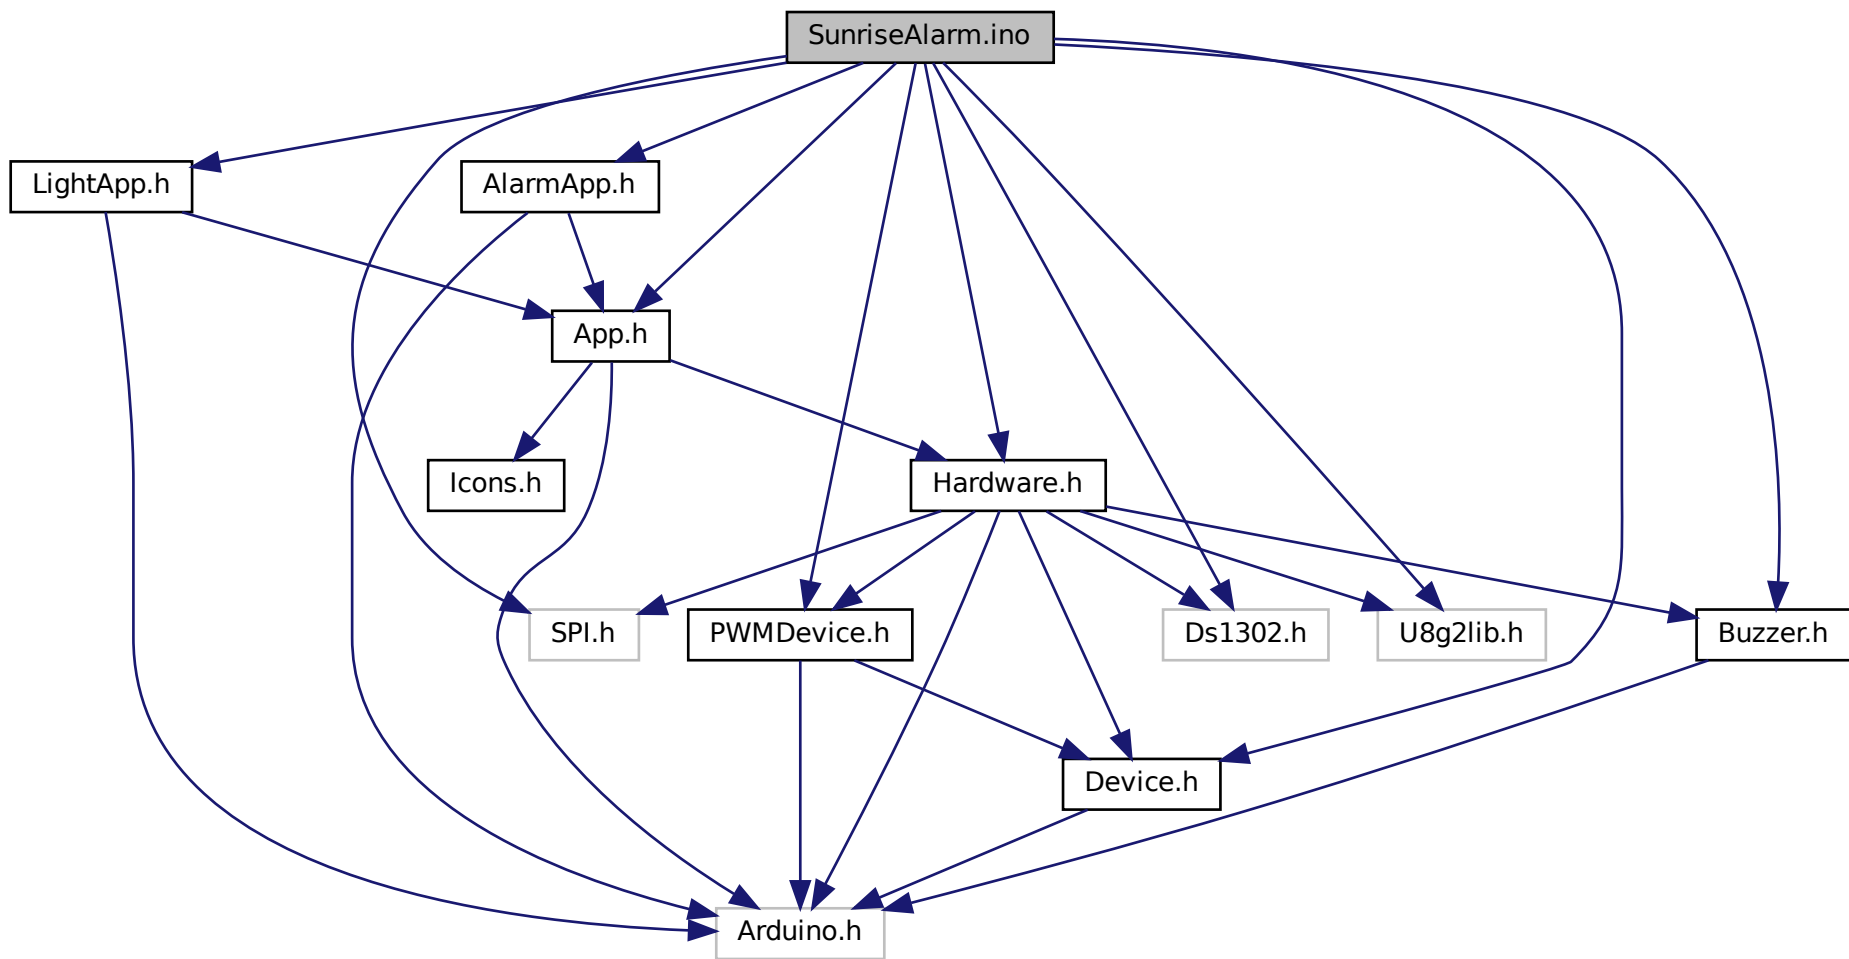 SunriseAlarm.ino
LightApp.h
AlarmApp.h
App.h
Icons.h
Hardware.h
SPI.h
PWMDevice.h
Ds1302.h
U8g2lib.h
Buzzer.h
Device.h
Arduino.h